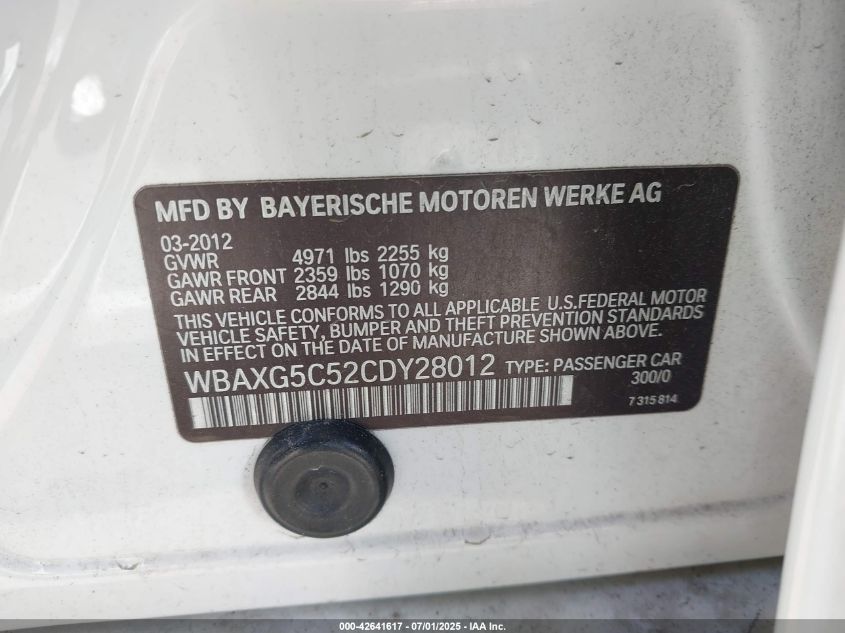 MFD BY BAYERISCHE MOTOREN WERKE AG
03-2012
GVWR 4971 lbs 2255 kg
GAWR FRONT 2359 lbs 1070 kg
GAWR REAR 2844 lbs 1290 kg
THIS VEHICLE CONFORMS TO ALL APPLICABLE U.S.FEDERAL MOTOR
VEHICLE SAFETY, BUMPER AND THEFT PREVENTION STANDARDS
IN EFFECT ON THE DATE OF MANUFACTURE SHOWN ABOVE.
WBAXG5C52CDY28012 TYPE: PASSENGER CAR
300/0
7 315 814
000-42641617 - 07/01/2025 - IAA Inc.